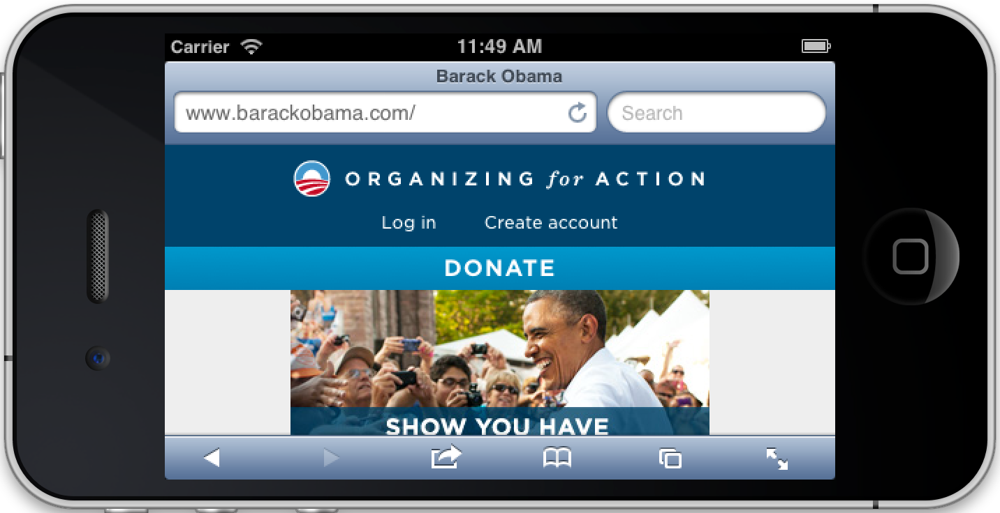 Carrier 11:49 AM
Barack Obama
www.barackobama.com/ Search
ORGANIZING for ACTION
Log in Create account
DONATE
SHOW YOU HAVE